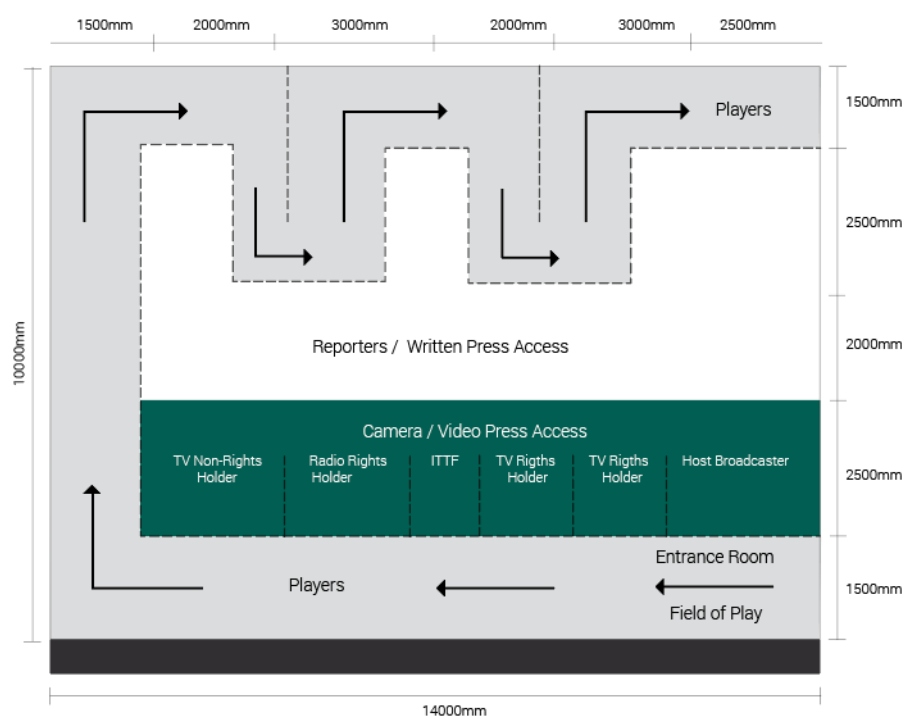 1500mm 2000mm 3000mm 2000mm 3000mm 2500mm
Players
1500mm
2500mm
2000mm
2500mm
1500mm
10000mm
Reporters / Written Press Access
Camera / Video Press Access
TV Non-Rights
Holder
Radio Rights
Holder
ITTF
TV Rigths
Holder
TV Rigths
Holder
Host Broadcaster
Entrance Room
Players
Field of Play
14000mm